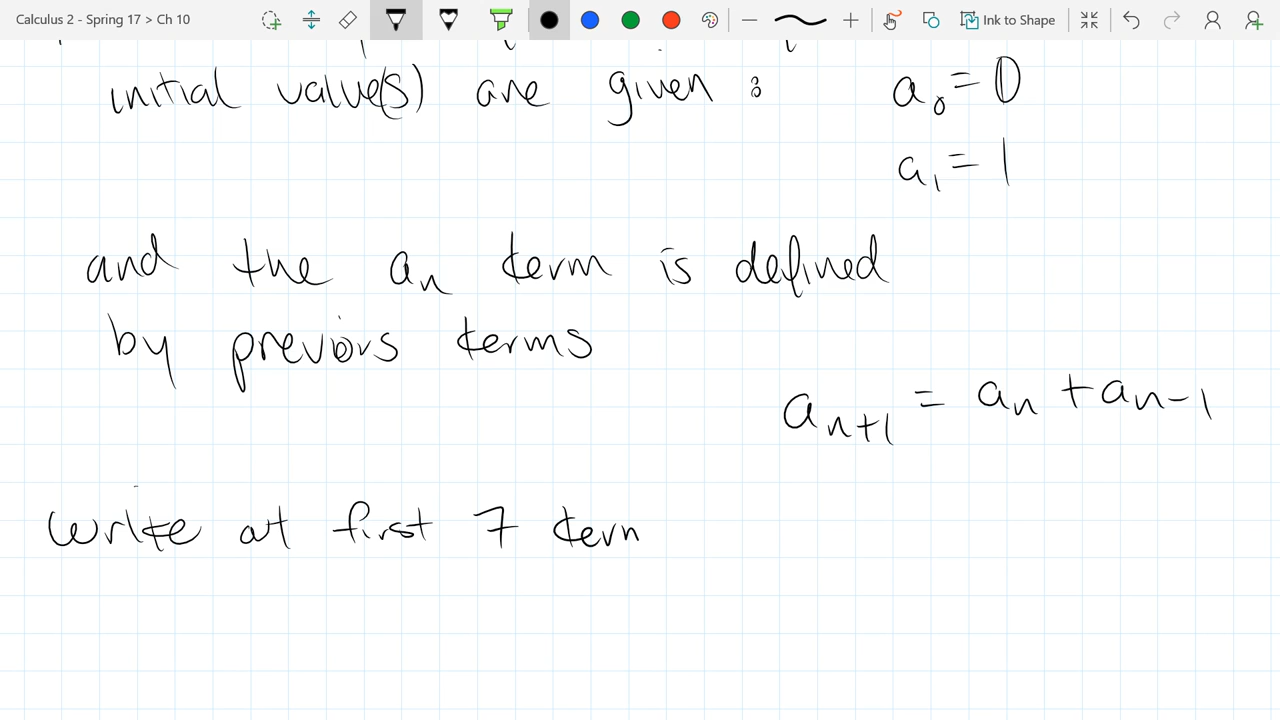 Calculus 2 - Spring 17 > Ch 10
Ink to Shape
initial value(s) are given : a₀ = 0
a₁ = 1
and the aₙ term is defined
by previous terms
aₙ₊₁ = aₙ + aₙ₋₁
write at first 7 term